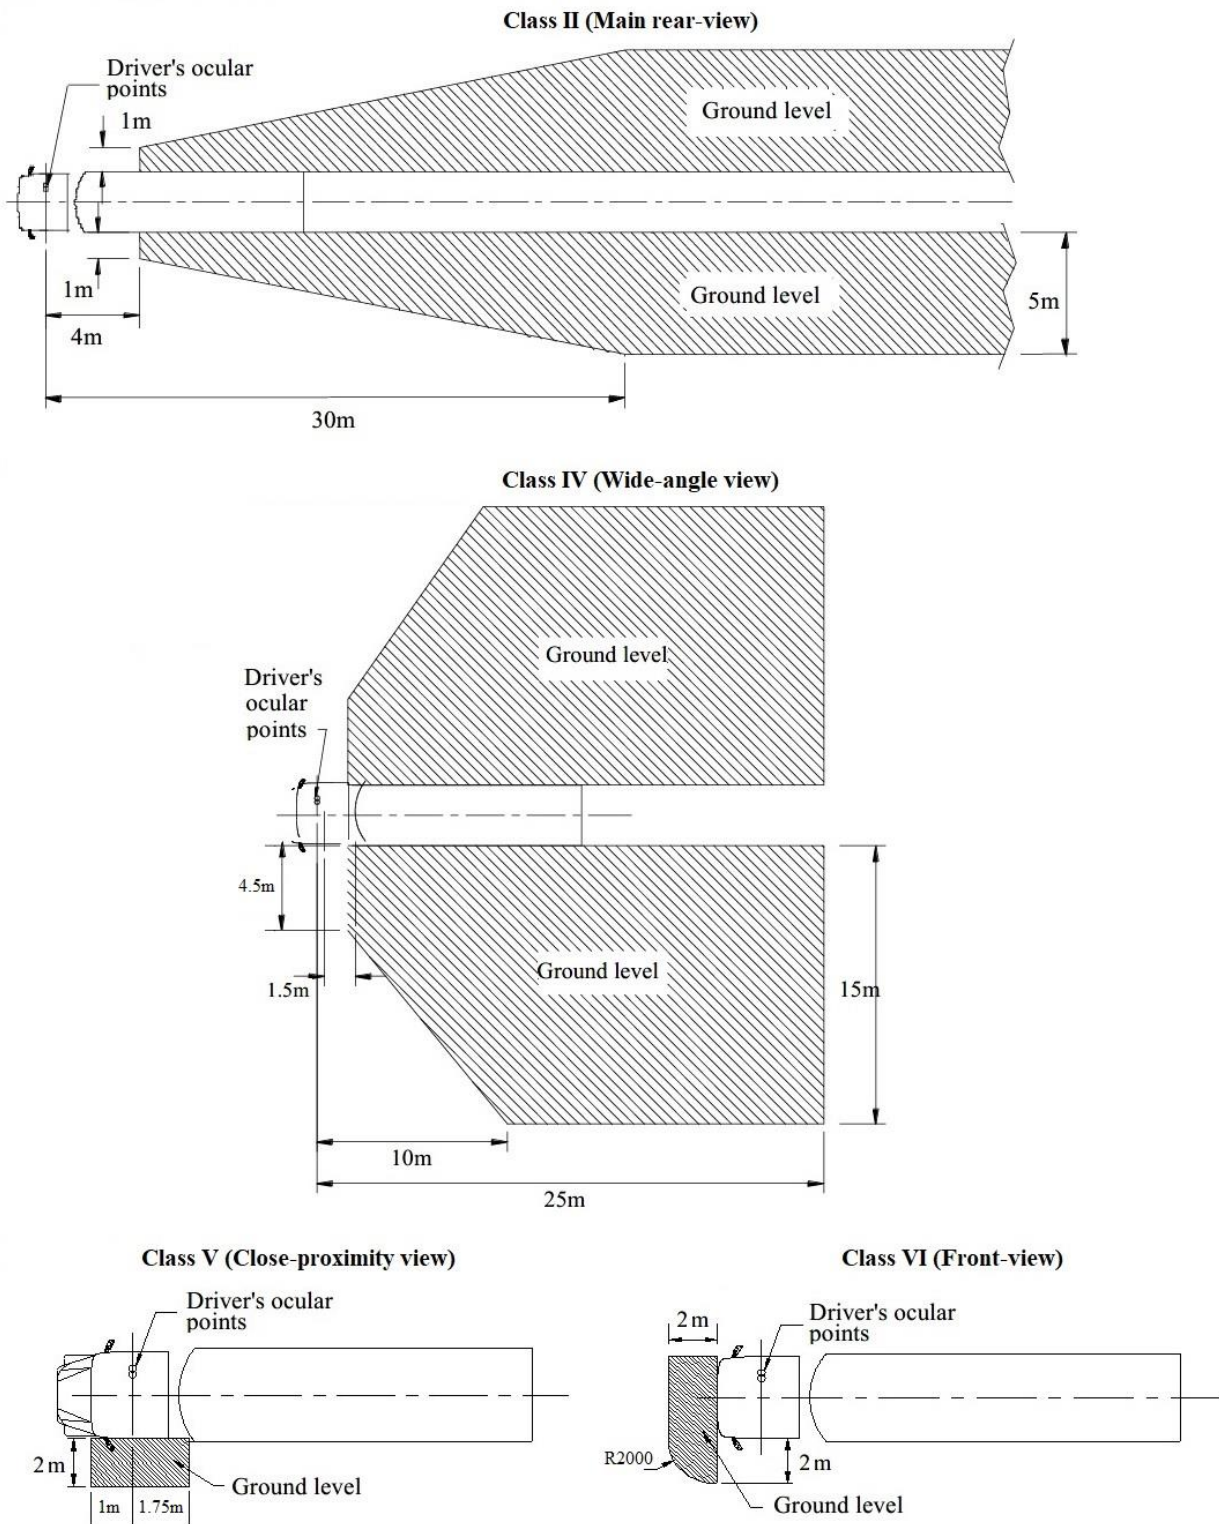 Class II (Main rear-view)
Driver's ocular
points
1m
Ground level
Ground level
1m
5m
4m
30m
Class IV (Wide-angle view)
Ground level
Driver's
ocular
points
4.5m
Ground level
1.5m
15m
10m
25m
Class V (Close-proximity view)
Driver's ocular
points
2m
Ground level
1m
1.75m
Class VI (Front-view)
2m
Driver's ocular
points
R2000
2m
Ground level